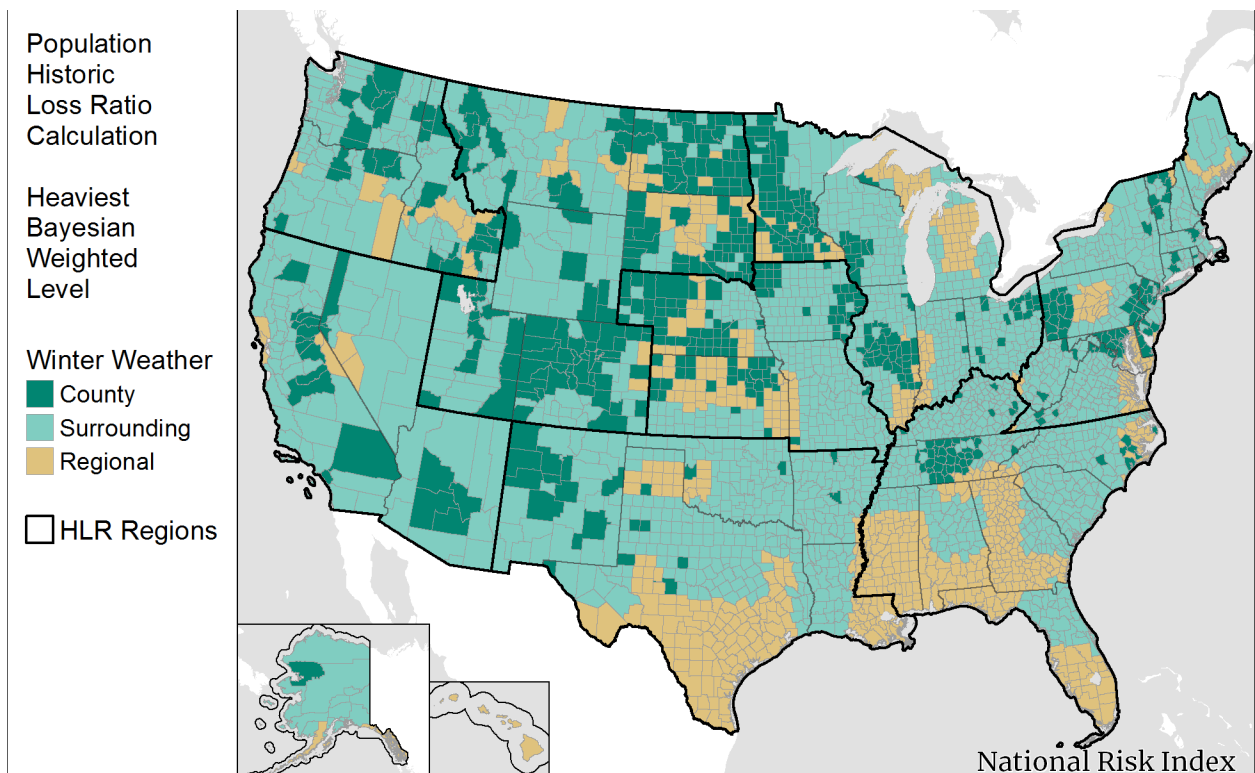 Population
Historic
Loss Ratio
Calculation
Heaviest
Bayesian
Weighted
Level
Winter Weather
County
Surrounding
Regional
HLR Regions
National Risk Index